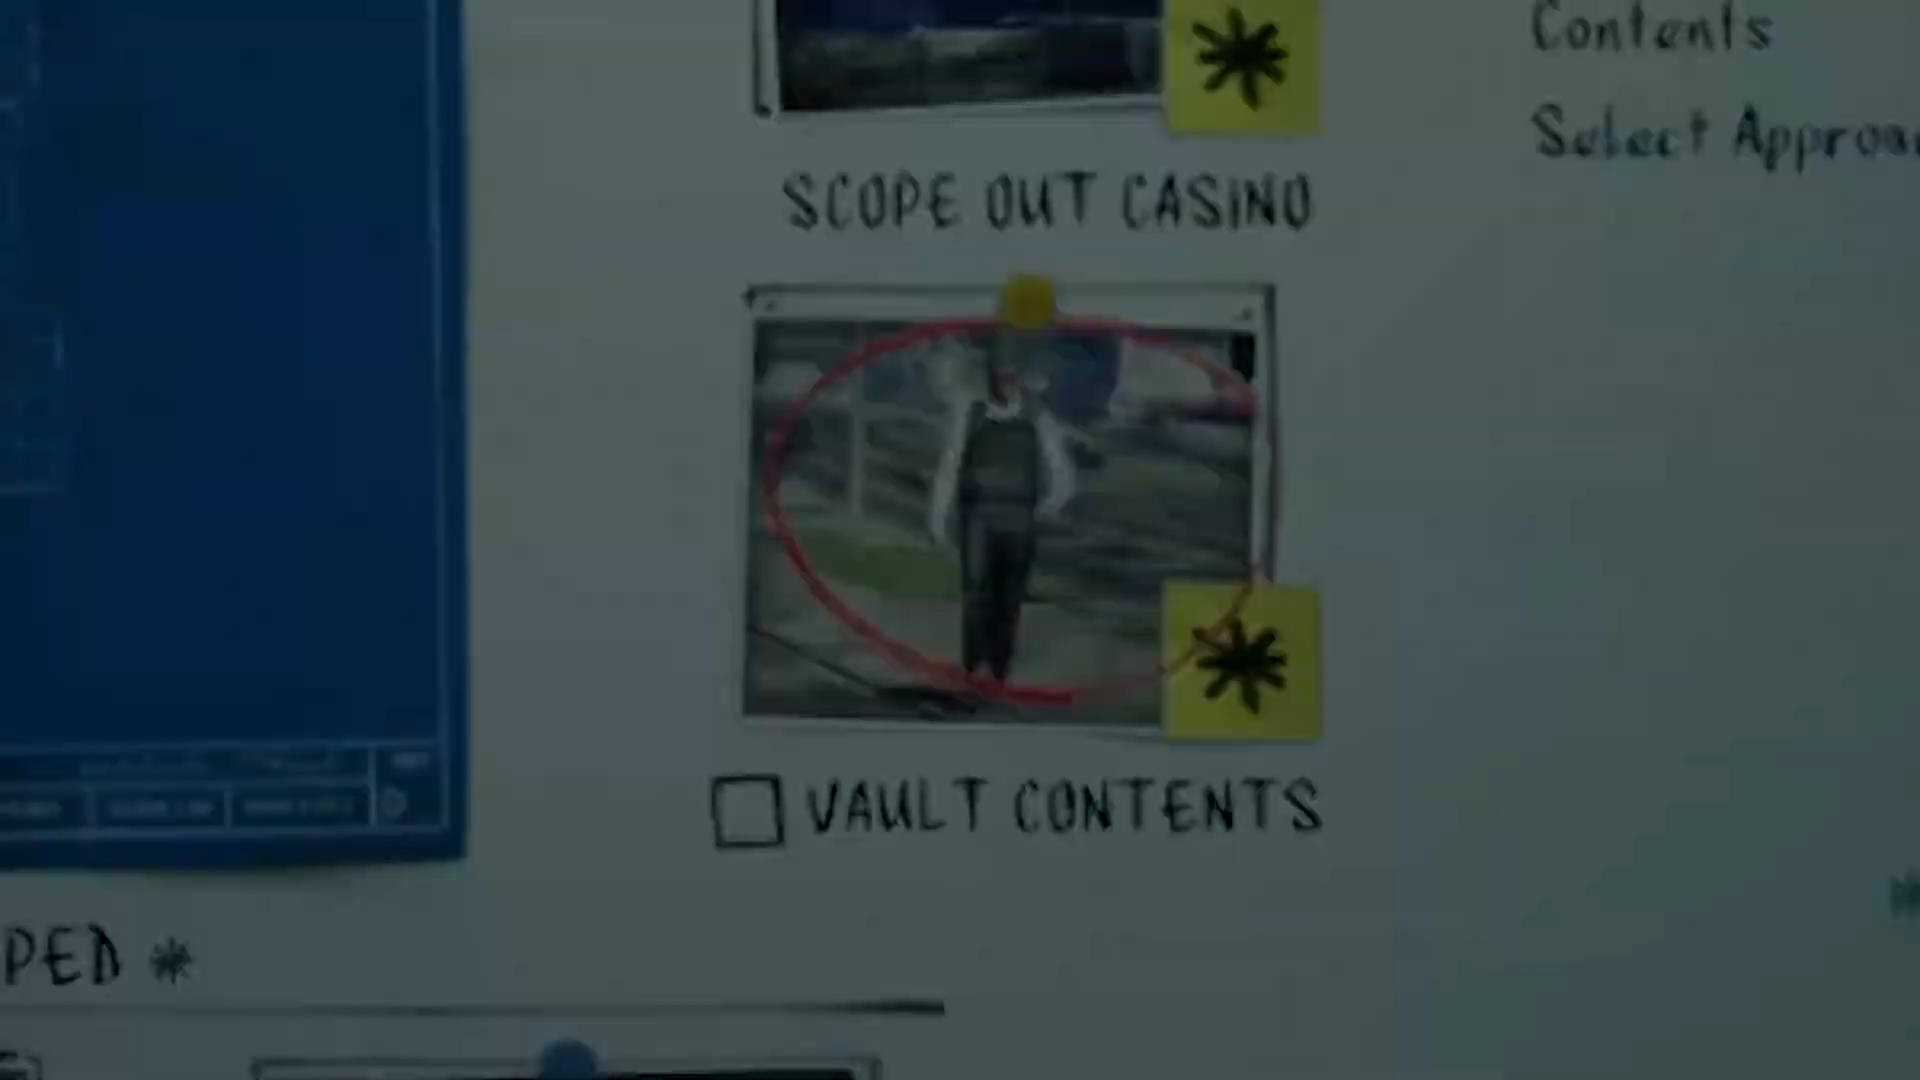 Contents
Select Approa
SCOPE OUT CASINO
VAULT CONTENTS
PED *